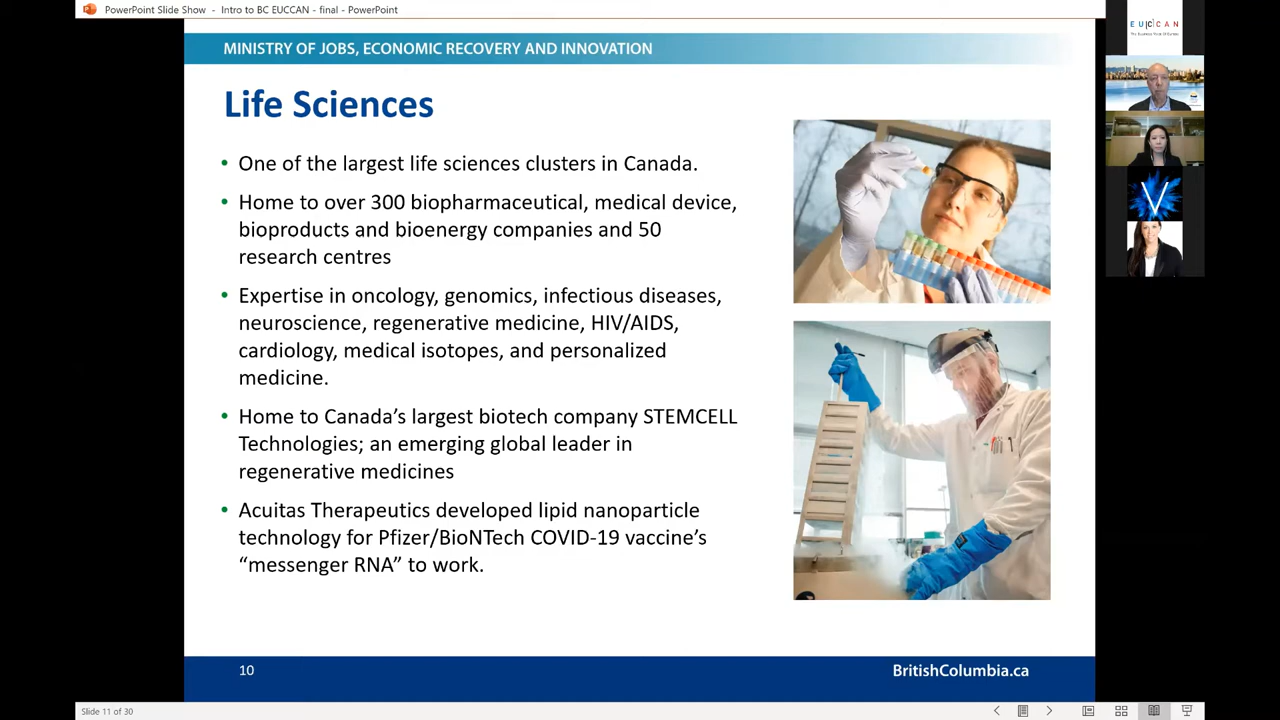 PowerPoint Slide Show - Intro to BC EUCCAN - final - PowerPoint
MINISTRY OF JOBS, ECONOMIC RECOVERY AND INNOVATION
Life Sciences
• One of the largest life sciences clusters in Canada.
• Home to over 300 biopharmaceutical, medical device,
bioproducts and bioenergy companies and 50
research centres
• Expertise in oncology, genomics, infectious diseases,
neuroscience, regenerative medicine, HIV/AIDS,
cardiology, medical isotopes, and personalized
medicine.
• Home to Canada's largest biotech company STEMCELL
Technologies; an emerging global leader in
regenerative medicines
• Acuitas Therapeutics developed lipid nanoparticle
technology for Pfizer/BioNTech COVID-19 vaccine's
“messenger RNA” to work.
10
BritishColumbia.ca
Slide 11 of 30
EUCCAN
V